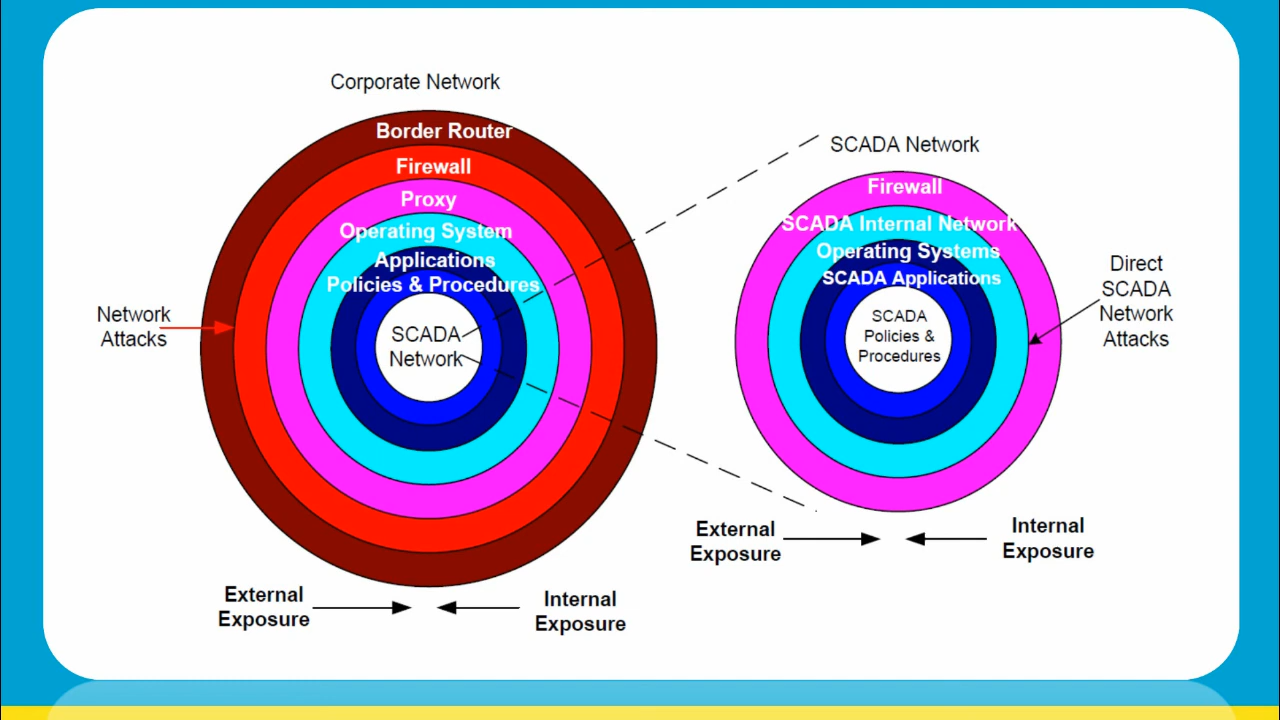 Corporate Network
Border Router
Firewall
Proxy
Operating System
Applications
Policies & Procedures
SCADA
Network
Network
Attacks
External
Exposure
Internal
Exposure
SCADA Network
Firewall
SCADA Internal Network
Operating Systems
SCADA Applications
SCADA
Policies &
Procedures
Direct
SCADA
Network
Attacks
External
Exposure
Internal
Exposure